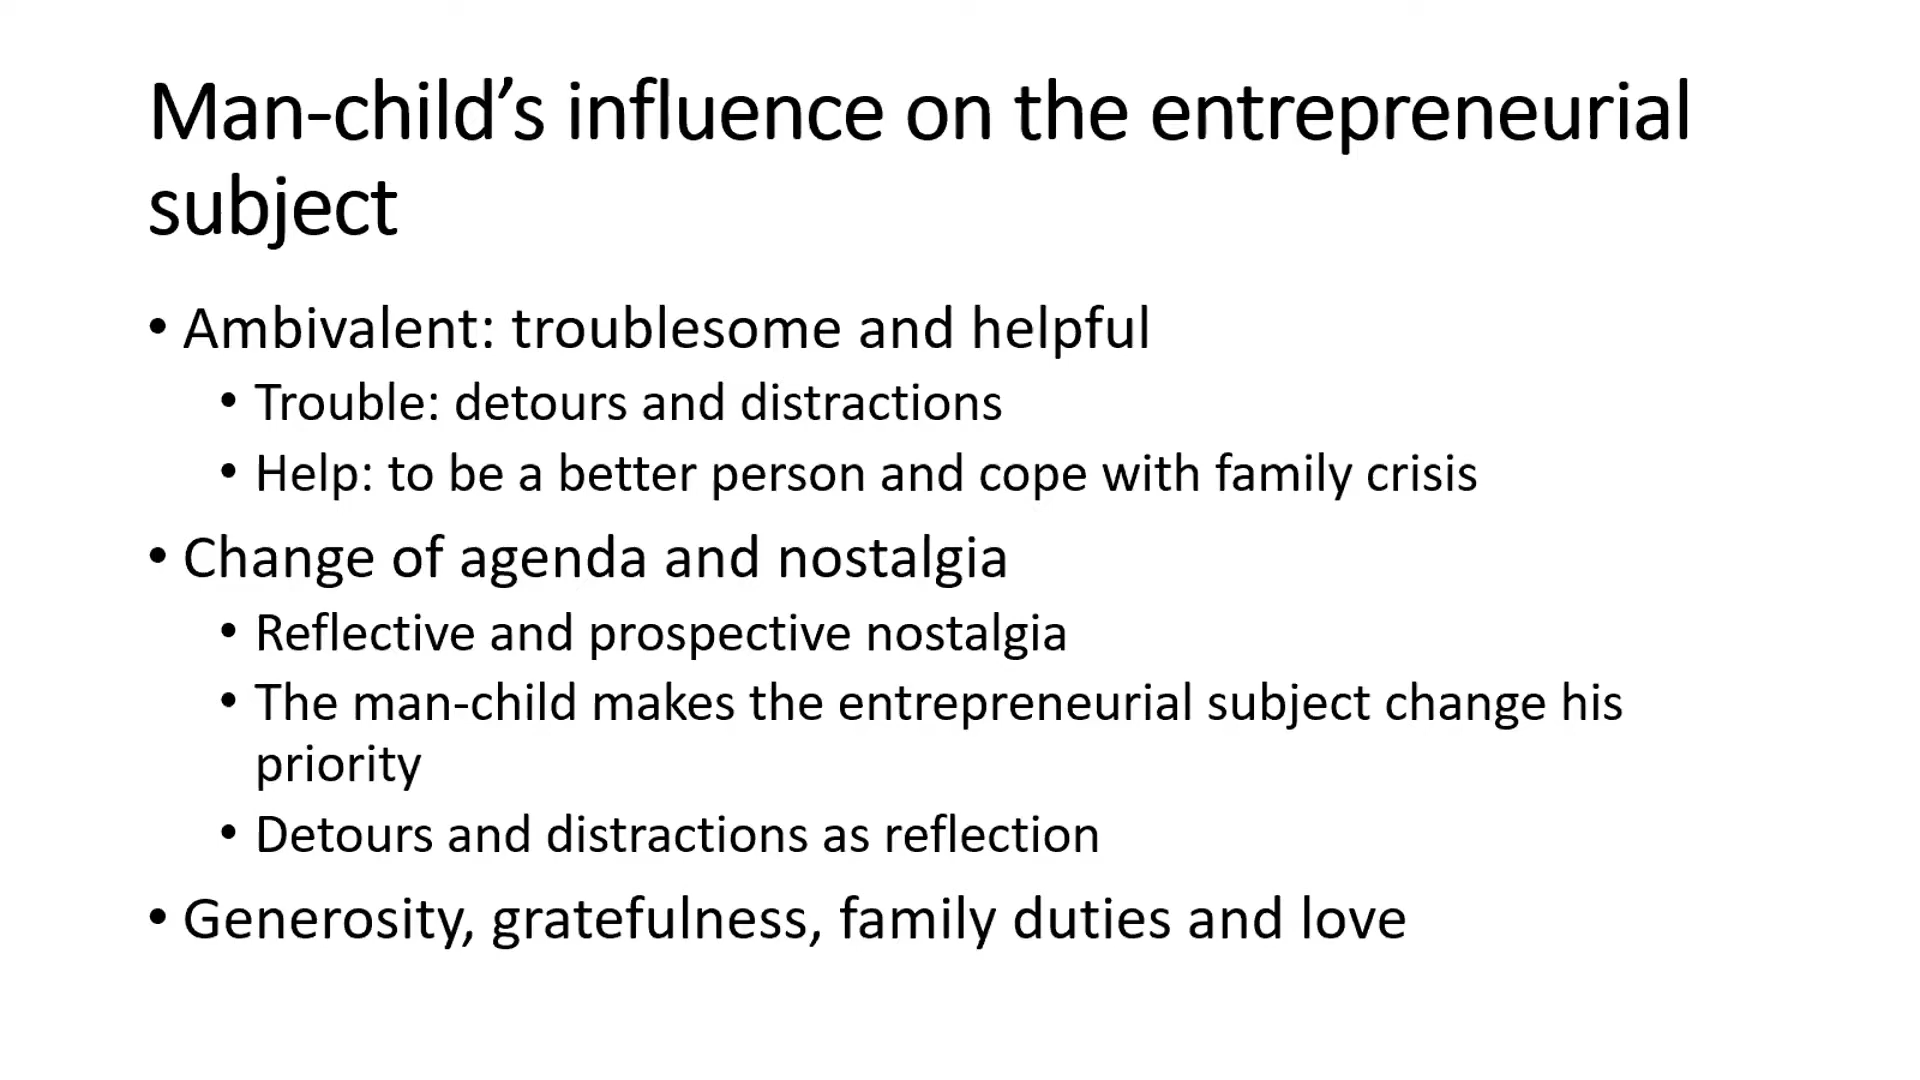 Man-child’s influence on the entrepreneurial
subject
• Ambivalent: troublesome and helpful
• Trouble: detours and distractions
• Help: to be a better person and cope with family crisis
• Change of agenda and nostalgia
• Reflective and prospective nostalgia
• The man-child makes the entrepreneurial subject change his
priority
• Detours and distractions as reflection
• Generosity, gratefulness, family duties and love